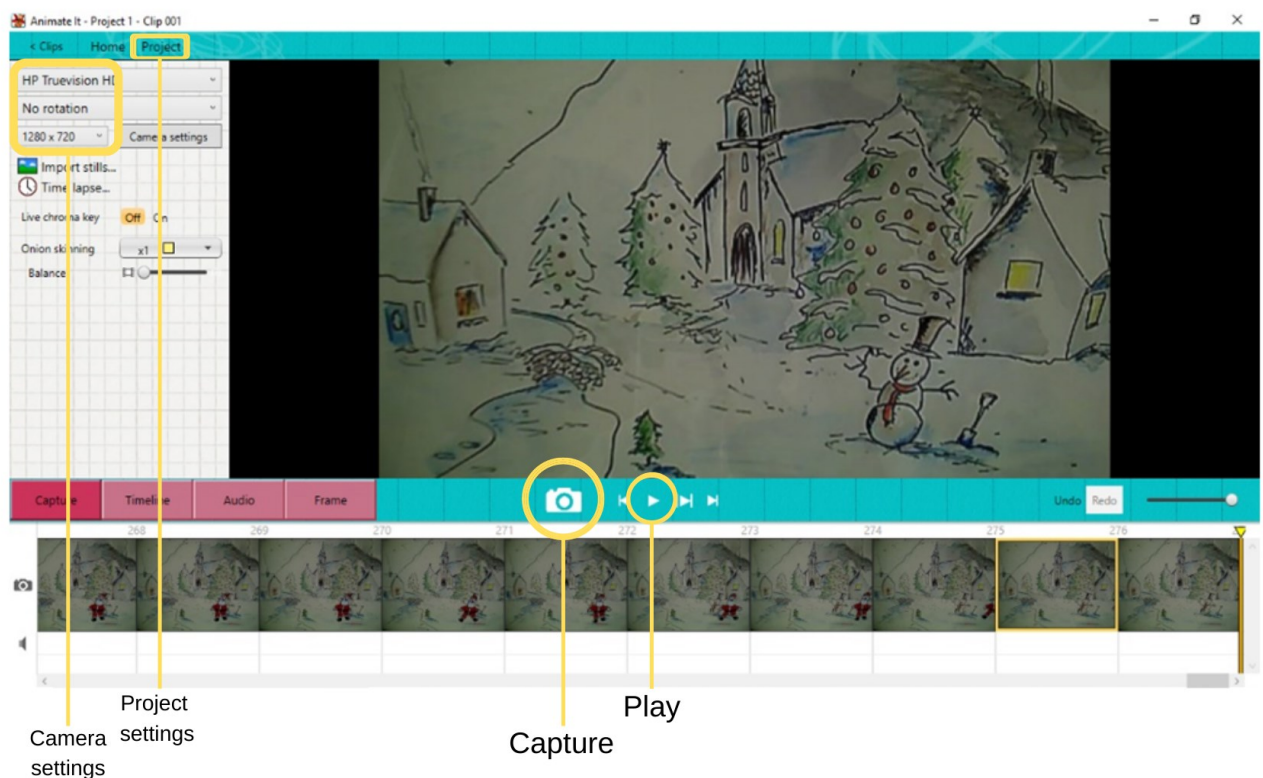 Animate It - Project 1 - Clip 001
< Clips Home Project
HP Truevision HD
No rotation
1280 x 720 Camera settings
Import stills...
Time lapse...
Live chroma key Off On
Onion skinning x1
Balance
Capture Timeline Audio Frame Undo Redo
268 269 270 271 272 273 274 275 276
Project
settings
Play
Camera
settings
Capture